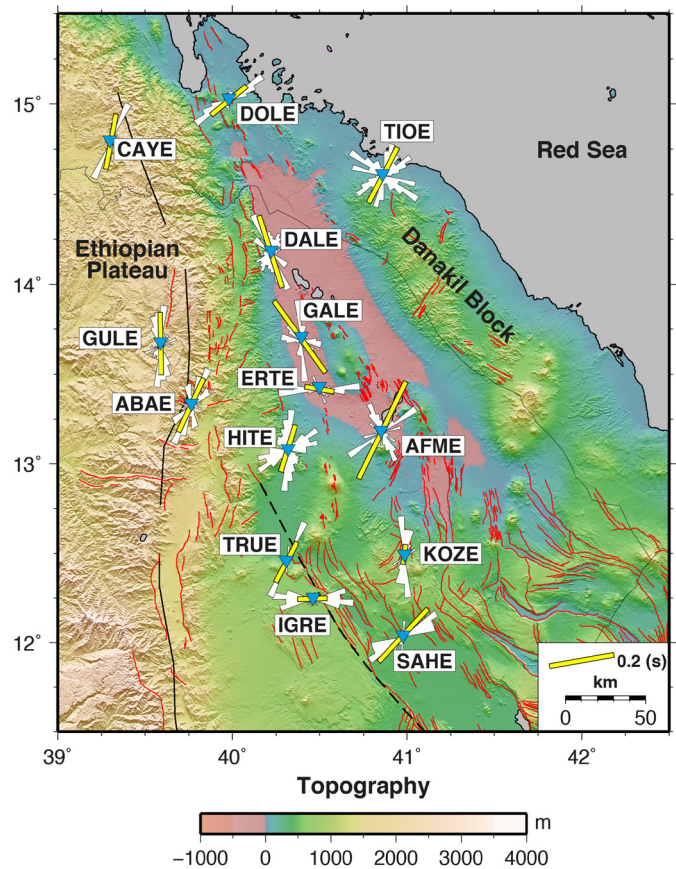 15°
14°
13°
12°
39°
40°
41°
42°
DOLE
TIOE
CAYE
Red Sea
Ethiopian
Plateau
DALE
Danakil Block
GALE
GULE
ERTE
ABAE
HITE
AFME
TRUE
KOZE
IGRE
SAHE
0.2 (s)
km
0 50
Topography
m
−1000 0 1000 2000 3000 4000